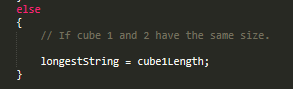 else
{
// If cube 1 and 2 have the same size.
longestString = cube1Length;
}